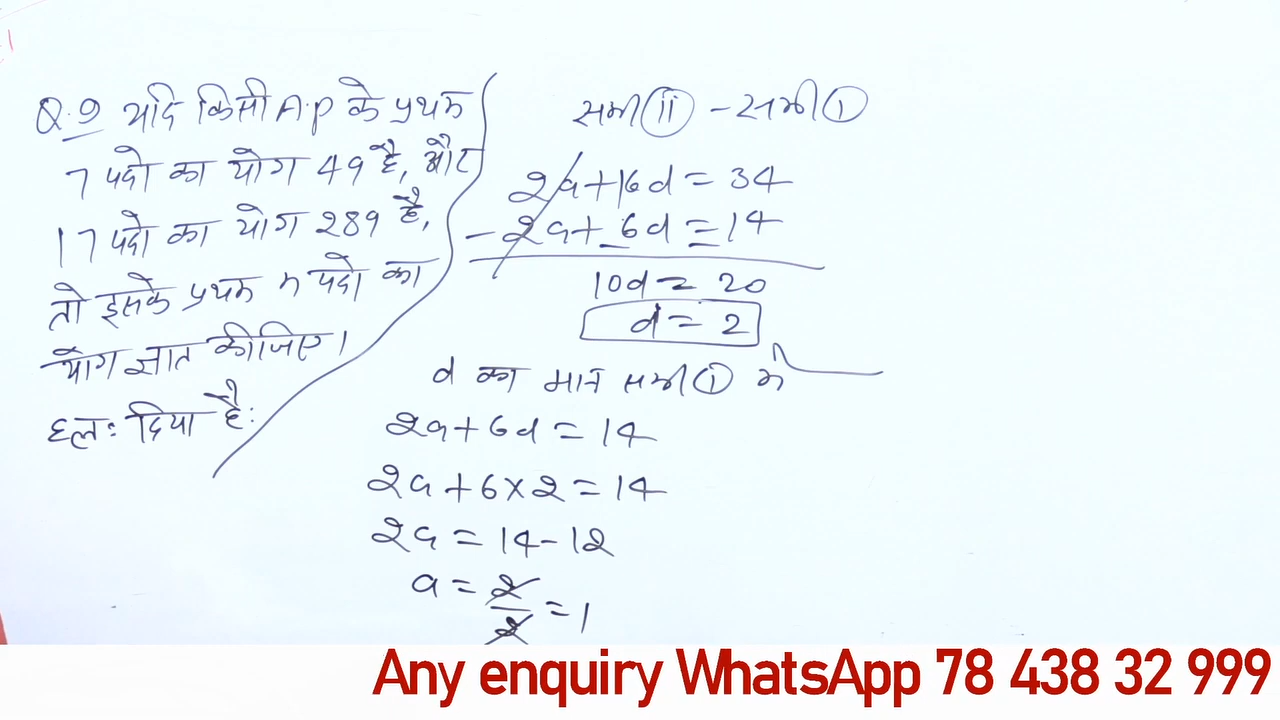 Q.9 यदि किसी A.P के प्रथम
7 पदो का योग 49 है, और
17 पदो का योग 289 है,
तो इसके प्रथम n पदो का
योग ज्ञात कीजिए।
हल: दिया है:
समी (ii) - समी (i)
2a+16d = 34
- 2a+ 6d = 14
10d = 20
d = 2
d का मान समी (i) में
2a+6d = 14
2a+6×2 = 14
2a = 14-12
a = 2/2 = 1
Any enquiry WhatsApp 78 438 32 999